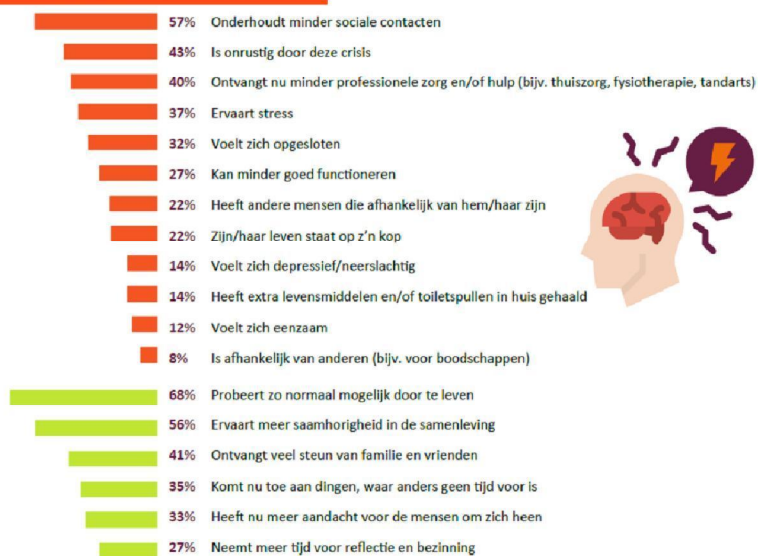 57% Onderhoudt minder sociale contacten
43% Is onrustig door deze crisis
40% Ontvangt nu minder professionele zorg en/of hulp (bijv. thuiszorg, fysiotherapie, tandarts)
37% Ervaart stress
32% Voelt zich opgesloten
27% Kan minder goed functioneren
22% Heeft andere mensen die afhankelijk van hem/haar zijn
22% Zijn/haar leven staat op z'n kop
14% Voelt zich depressief/neerslachtig
14% Heeft extra levensmiddelen en/of toiletspullen in huis gehaald
12% Voelt zich eenzaam
8% Is afhankelijk van anderen (bijv. voor boodschappen)
68% Probeert zo normaal mogelijk door te leven
56% Ervaart meer saamhorigheid in de samenleving
41% Ontvangt veel steun van familie en vrienden
35% Komt nu toe aan dingen, waar anders geen tijd voor is
33% Heeft nu meer aandacht voor de mensen om zich heen
27% Neemt meer tijd voor reflectie en bezinning